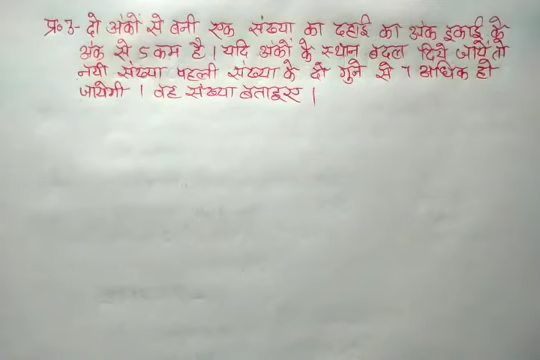 प्र०3- दो अंकों से बनी एक संख्या का दहाई का अंक इकाई के
अंक से 5 कम है। यदि अंकों के स्थान बदल दिये जायें तो
नयी संख्या पहली संख्या के दो गुने से 7 अधिक हो
जायेगी । वह संख्या बताइए ।